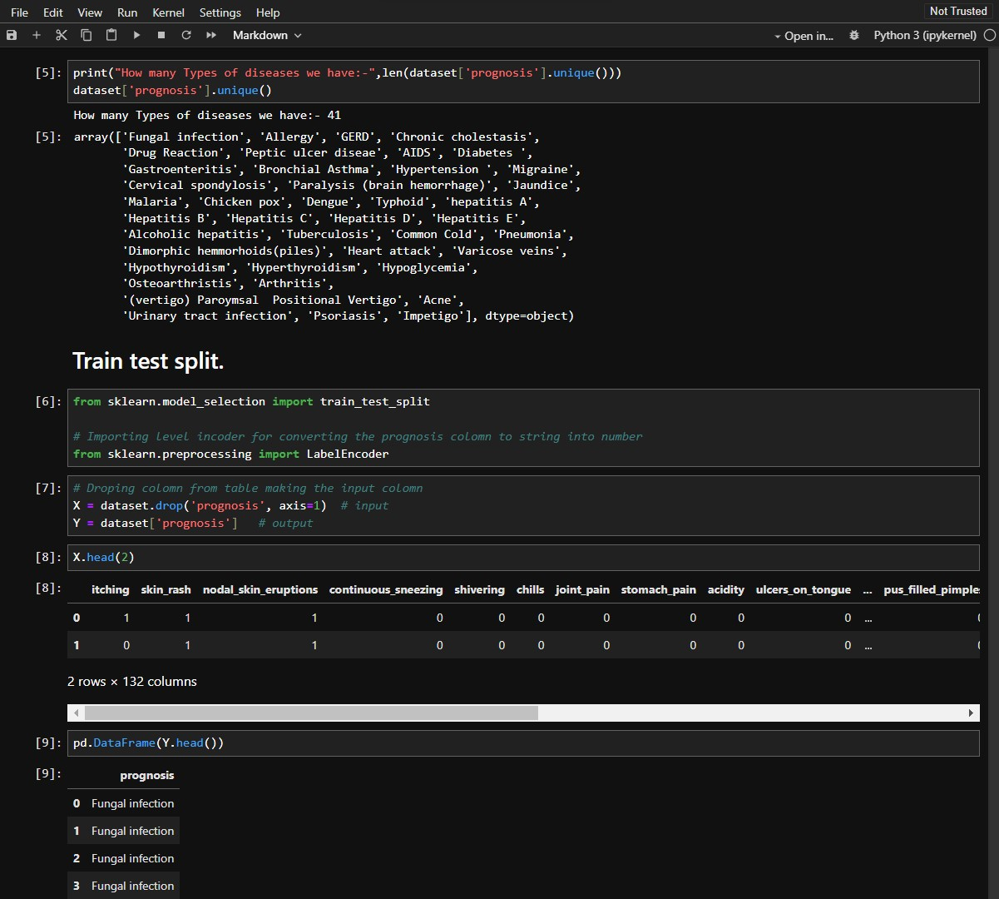 File Edit View Run Kernel Settings Help Not Trusted
Markdown Open in... Python 3 (ipykernel)
[5]: print("How many Types of diseases we have:-",len(dataset['prognosis'].unique()))
dataset['prognosis'].unique()
How many Types of diseases we have:- 41
[5]: array(['Fungal infection', 'Allergy', 'GERD', 'Chronic cholestasis',
'Drug Reaction', 'Peptic ulcer diseae', 'AIDS', 'Diabetes ',
'Gastroenteritis', 'Bronchial Asthma', 'Hypertension ', 'Migraine',
'Cervical spondylosis', 'Paralysis (brain hemorrhage)', 'Jaundice',
'Malaria', 'Chicken pox', 'Dengue', 'Typhoid', 'hepatitis A',
'Hepatitis B', 'Hepatitis C', 'Hepatitis D', 'Hepatitis E',
'Alcoholic hepatitis', 'Tuberculosis', 'Common Cold', 'Pneumonia',
'Dimorphic hemmorhoids(piles)', 'Heart attack', 'Varicose veins',
'Hypothyroidism', 'Hyperthyroidism', 'Hypoglycemia',
'Osteoarthristis', 'Arthritis',
'(vertigo) Paroymsal  Positional Vertigo', 'Acne',
'Urinary tract infection', 'Psoriasis', 'Impetigo'], dtype=object)
Train test split.
[6]: from sklearn.model_selection import train_test_split
# Importing level incoder for converting the prognosis colomn to string into number
from sklearn.preprocessing import LabelEncoder
[7]: # Droping colomn from table making the input colomn
X = dataset.drop('prognosis', axis=1)  # input
Y = dataset['prognosis']   # output
[8]: X.head(2)
[8]: itching skin_rash nodal_skin_eruptions continuous_sneezing shivering chills joint_pain stomach_pain acidity ulcers_on_tongue ... pus_filled_pimples
0 1 1 1 0 0 0 0 0 0 0 ... 0
1 0 1 1 0 0 0 0 0 0 0 ... 0
2 rows × 132 columns
[9]: pd.DataFrame(Y.head())
[9]: prognosis
0 Fungal infection
1 Fungal infection
2 Fungal infection
3 Fungal infection